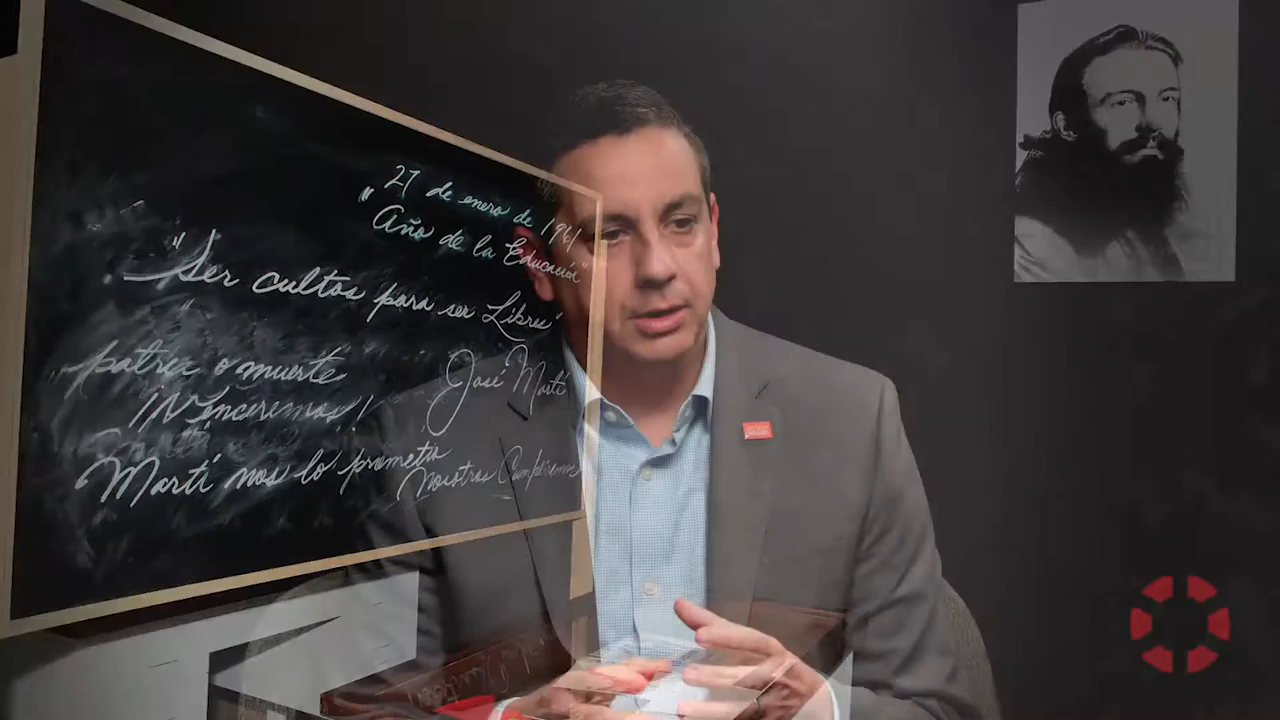 "27 de enero de 1961
Año de la Educación"
"Ser cultos para ser Libres"
José Martí
patria o muerte
¡Venceremos!
Martí nos lo prometió
Nosotros Cumpliremos